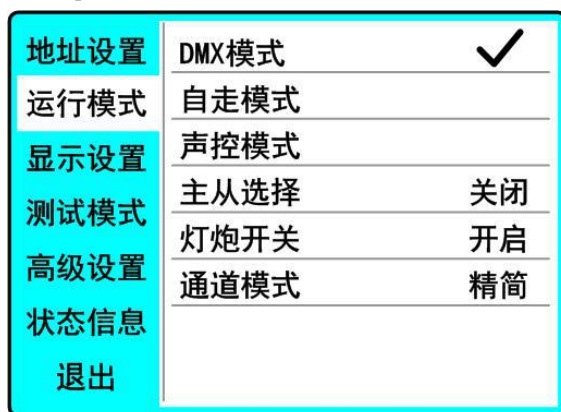 地址设置
运行模式
显示设置
测试模式
高级设置
状态信息
退出
DMX模式 ✓
自走模式
声控模式
主从选择 关闭
灯炮开关 开启
通道模式 精简